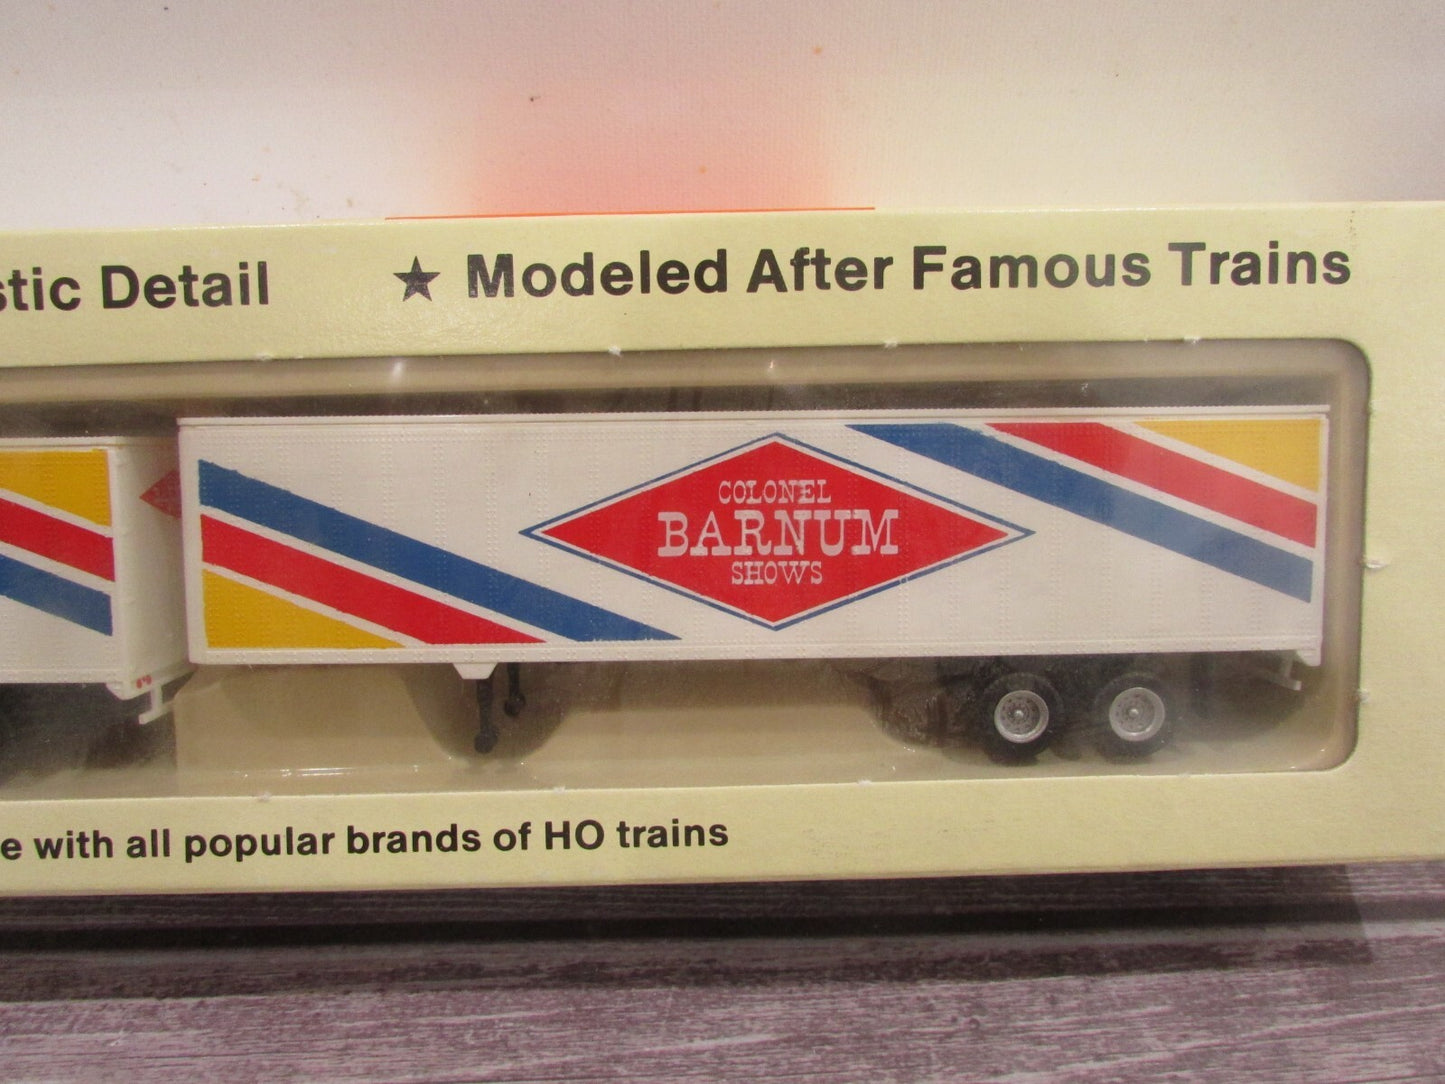 stic Detail ★ Modeled After Famous Trains
COLONEL
BARNUM
SHOWS
e with all popular brands of HO trains